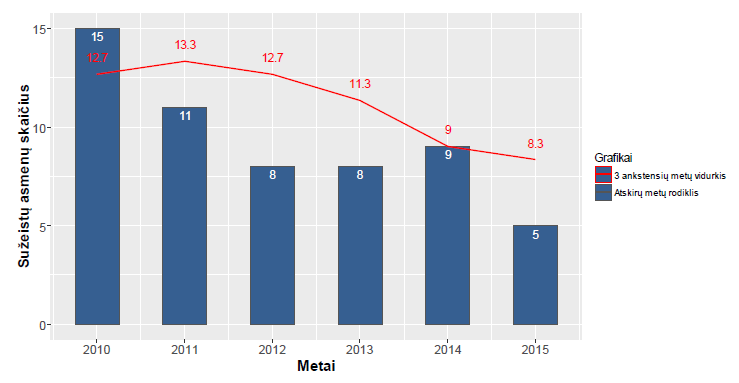 Sužeistų asmenų skaičius
15
10
5
0
15
12.7
13.3
11
12.7
8
11.3
8
9
9
8.3
5
2010 2011 2012 2013 2014 2015
Metai
Grafikai
3 ankstensių metų vidurkis
Atskirų metų rodiklis